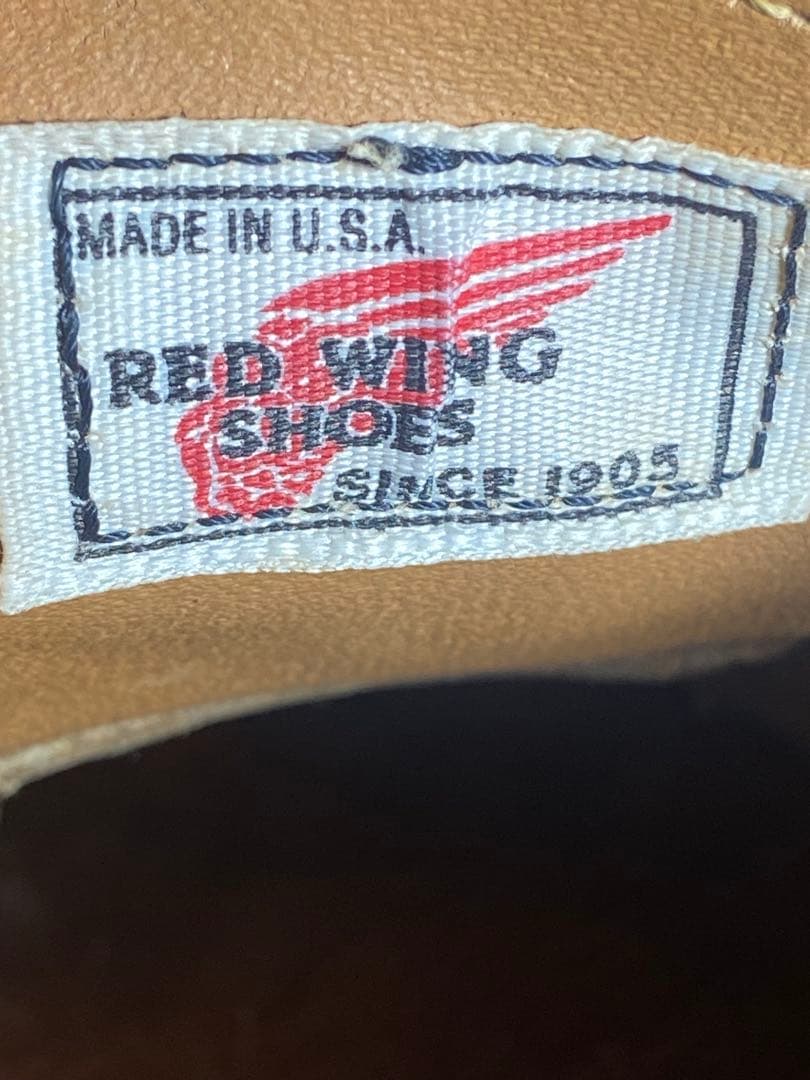 MADE IN U.S.A.
RED WING
SHOES
SINCE 1905